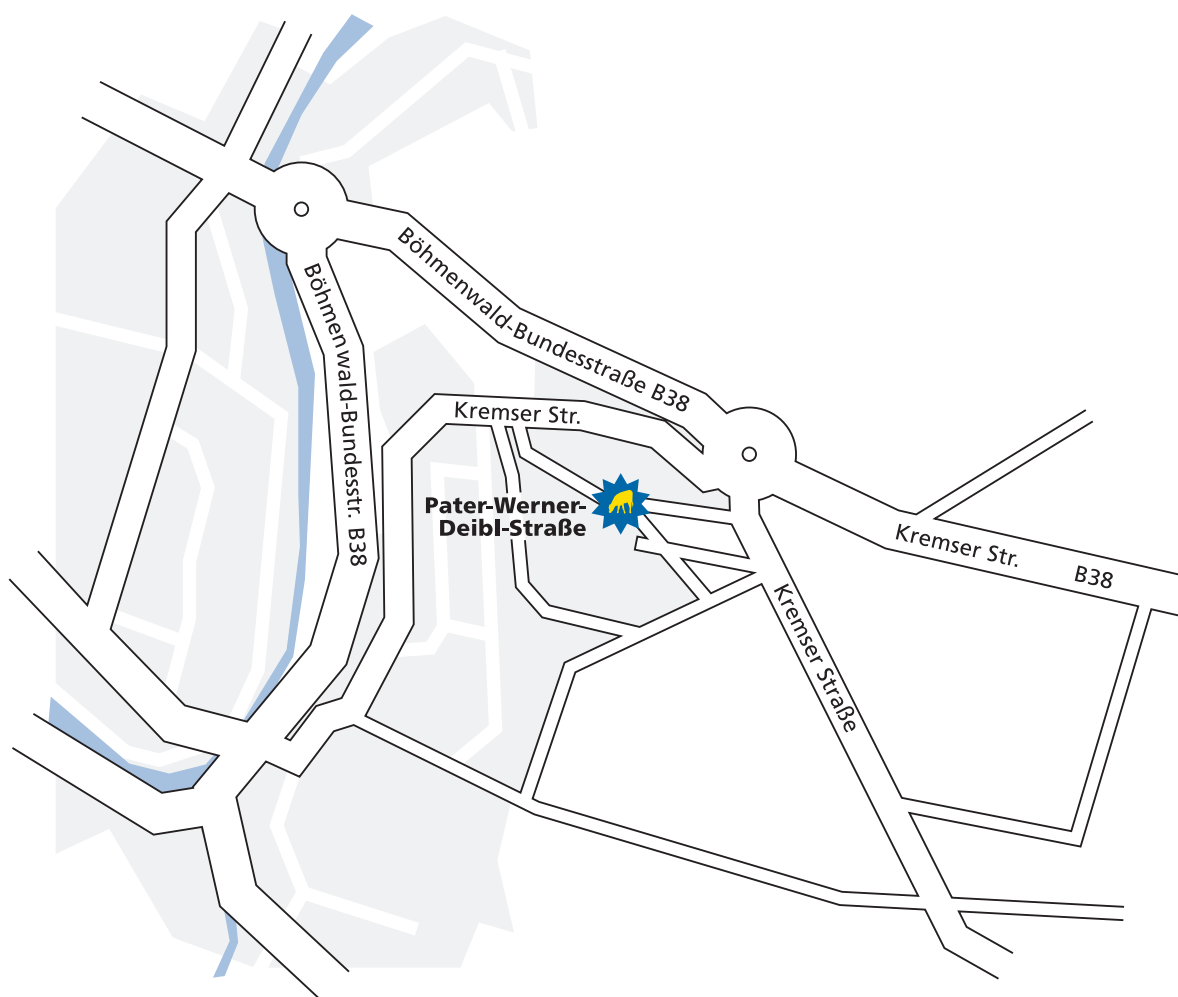 Böhmenwald-Bundesstraße B38
Böhmenwald-Bundesstr. B38
Kremser Str.
Pater-Werner-
Deibl-Straße
Kremser Str. B38
Kremser Straße